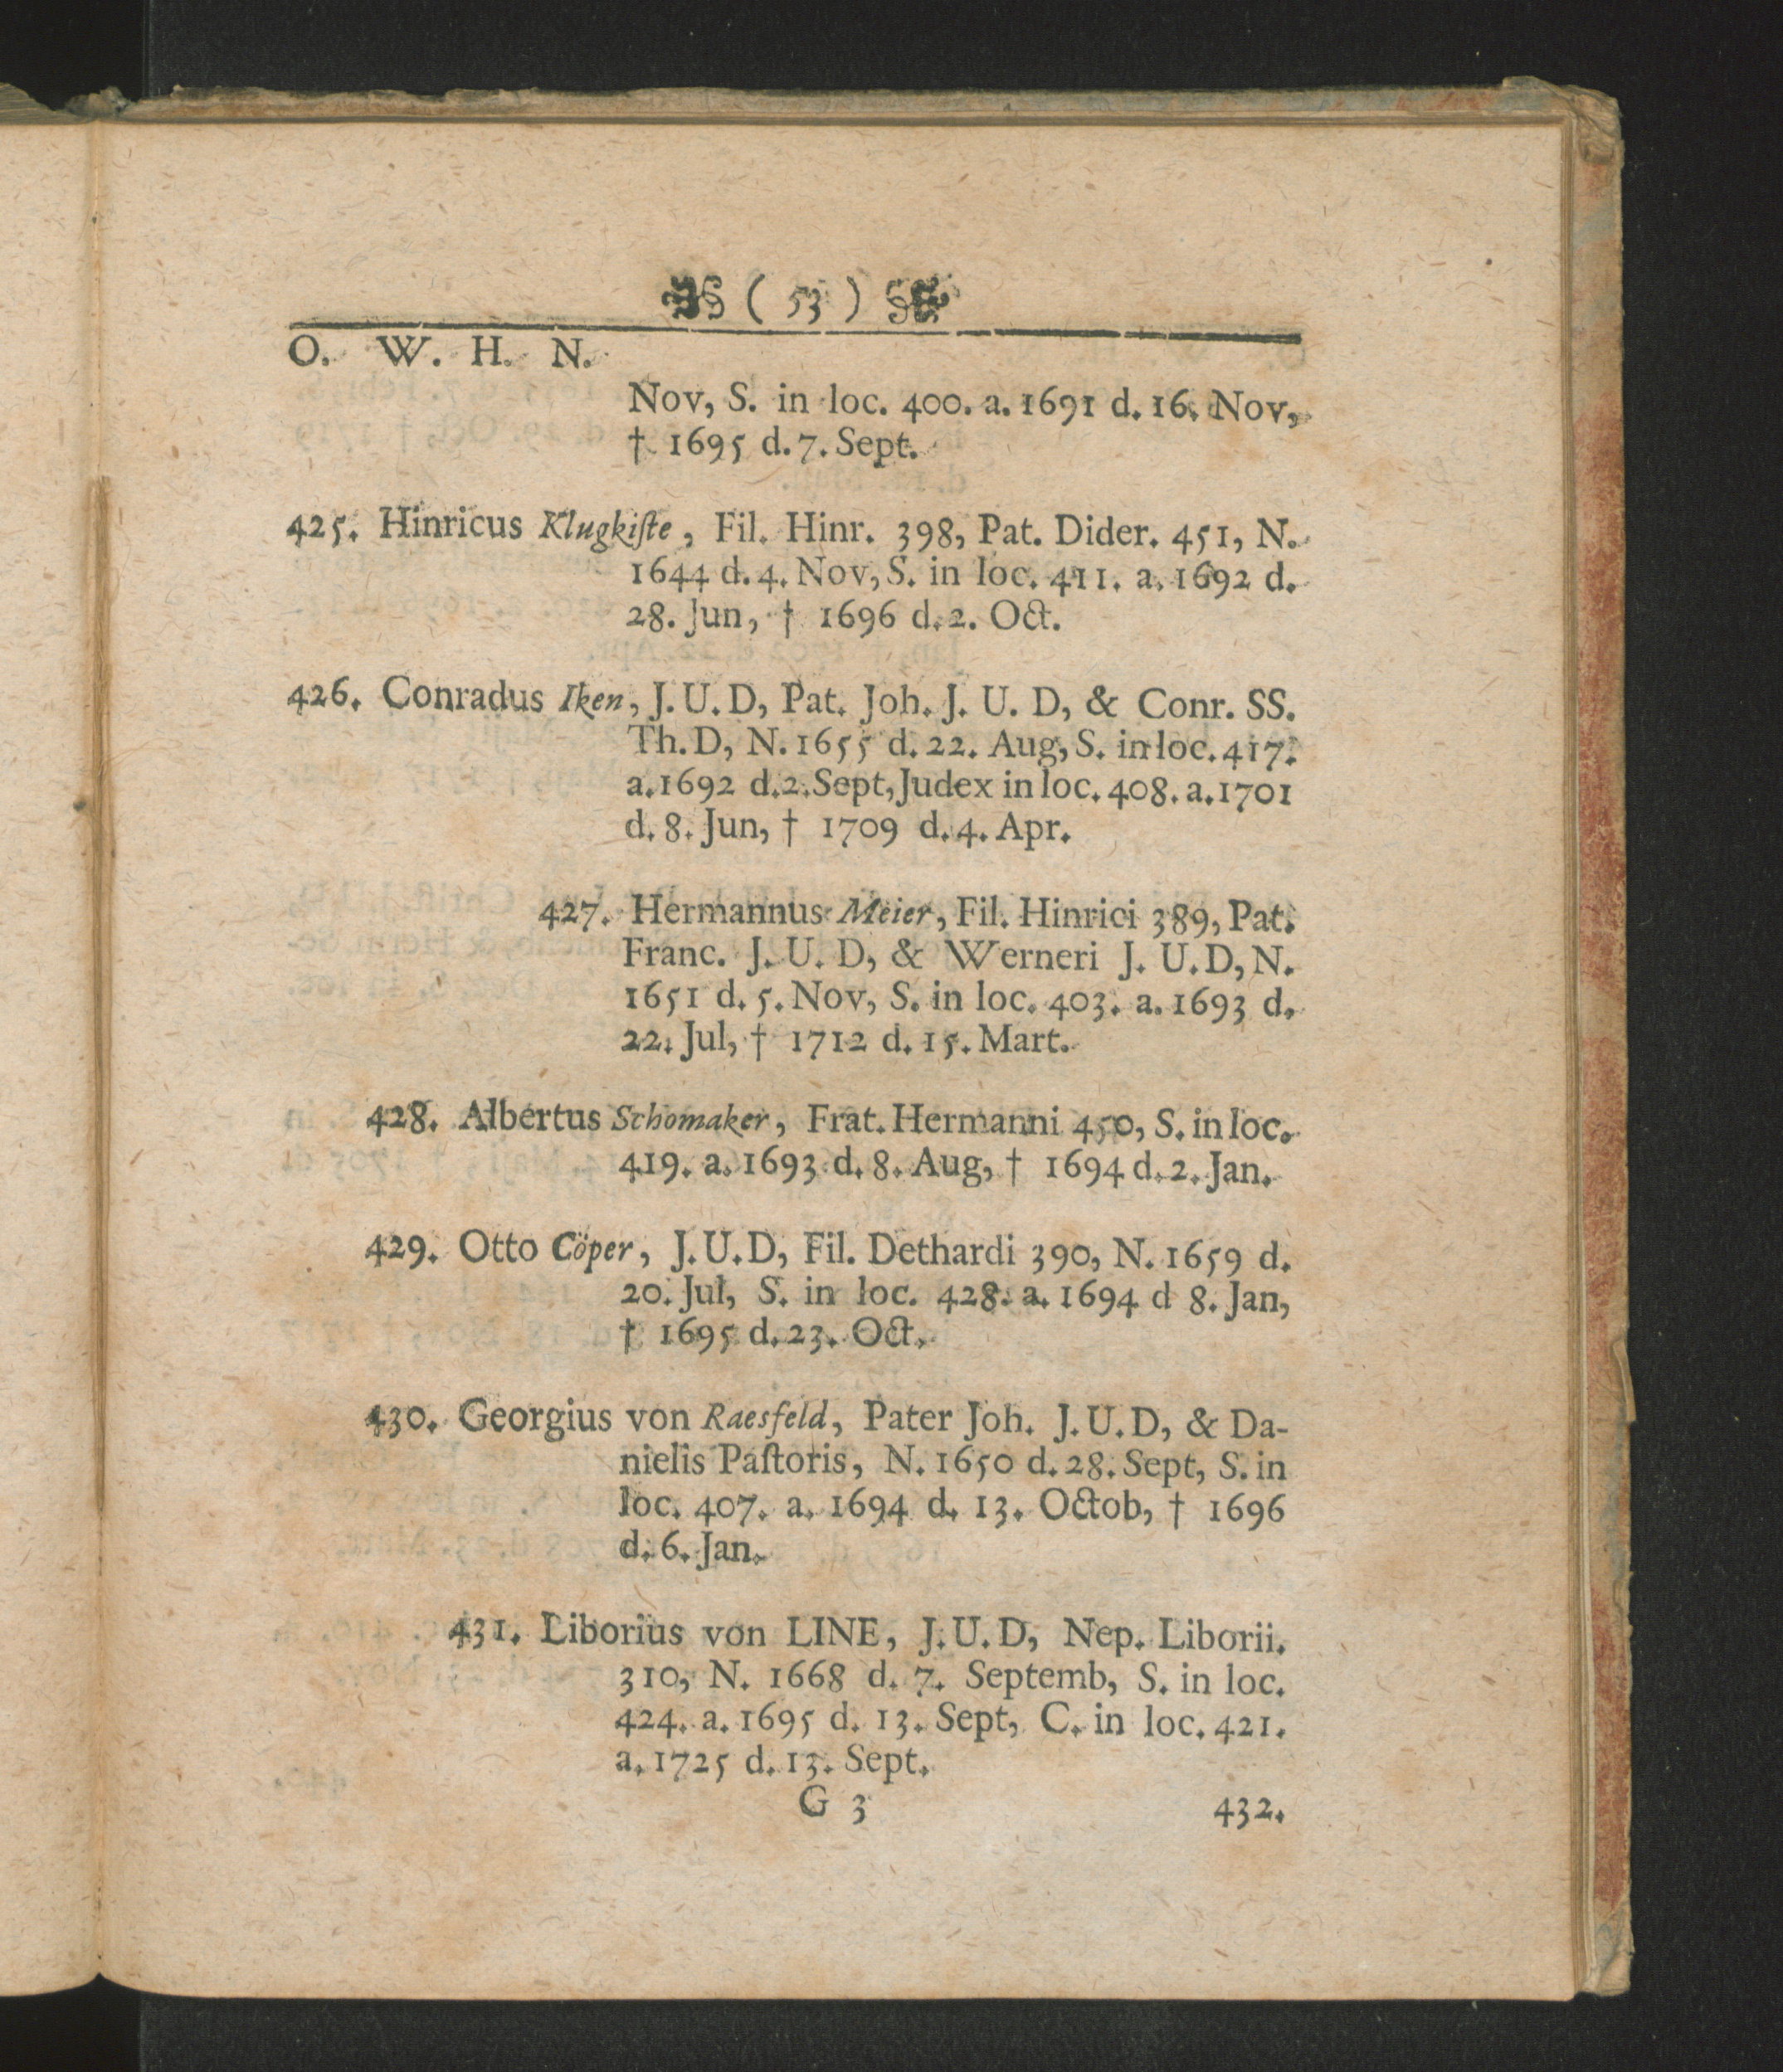 ( 53 )
O. W. H. N.
Nov, S. in loc. 400. a. 1691 d. 16. Nov,
† 1695 d. 7. Sept.
425. Hinricus Klugkiſte, Fil. Hinr. 398, Pat. Dider. 451, N.
1644 d. 4. Nov, S. in loc. 411. a. 1692 d.
28. Jun, † 1696 d. 2. Oct.
426. Conradus Iken, J. U. D, Pat. Joh. J. U. D, & Conr. SS.
Th. D, N. 1655 d. 22. Aug, S. in loc. 417.
a. 1692 d. 2. Sept, Judex in loc. 408. a. 1701
d. 8. Jun, † 1709 d. 4. Apr.
427. Hermannus Meier, Fil. Hinrici 389, Pat.
Franc. J. U. D, & Werneri J. U. D, N.
1651 d. 5. Nov, S. in loc. 403. a. 1693 d.
22. Jul, † 1712 d. 15. Mart.
428. Albertus Schomaker, Frat. Hermanni 450, S. in loc.
419. a. 1693 d. 8. Aug, † 1694 d. 2. Jan.
429. Otto Cöper, J. U. D, Fil. Dethardi 390, N. 1659 d.
20. Jul, S. in loc. 428. a. 1694 d 8. Jan,
† 1695 d. 23. Oct.
430. Georgius von Raesfeld, Pater Joh. J. U. D, & Da-
nielis Paſtoris, N. 1650 d. 28. Sept, S. in
loc. 407. a. 1694 d. 13. Octob, † 1696
d. 6. Jan.
431. Liborius von LINE, J. U. D, Nep. Liborii.
310, N. 1668 d. 7. Septemb, S. in loc.
424. a. 1695 d. 13. Sept, C. in loc. 421.
a. 1725 d. 13. Sept.
G 3 432.